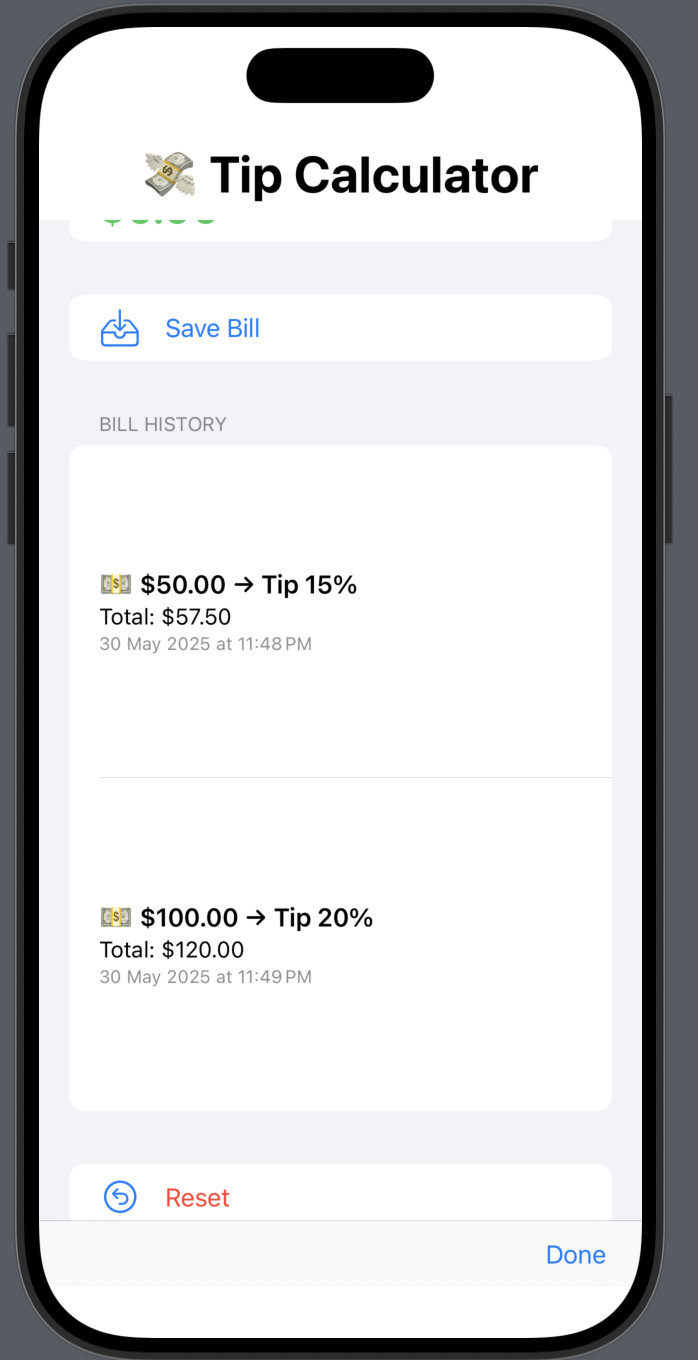 💸 Tip Calculator
Save Bill
BILL HISTORY
💵 $50.00 → Tip 15%
Total: $57.50
30 May 2025 at 11:48 PM
💵 $100.00 → Tip 20%
Total: $120.00
30 May 2025 at 11:49 PM
Reset
Done